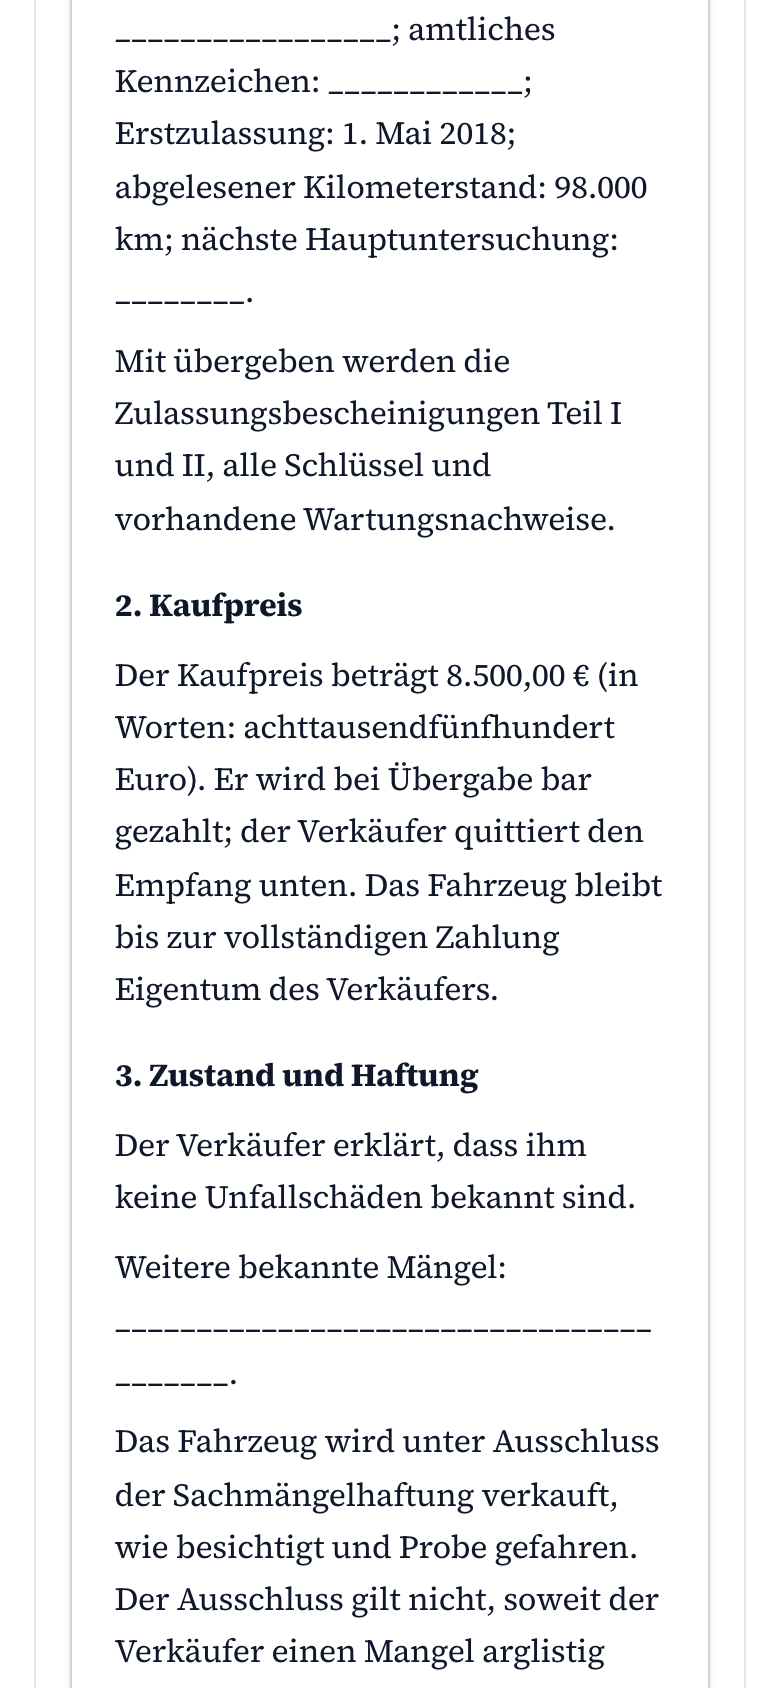 _________________; amtliches
Kennzeichen: ____________;
Erstzulassung: 1. Mai 2018;
abgelesener Kilometerstand: 98.000
km; nächste Hauptuntersuchung:
________.
Mit übergeben werden die
Zulassungsbescheinigungen Teil I
und II, alle Schlüssel und
vorhandene Wartungsnachweise.
2. Kaufpreis
Der Kaufpreis beträgt 8.500,00 € (in
Worten: achttausendfünfhundert
Euro). Er wird bei Übergabe bar
gezahlt; der Verkäufer quittiert den
Empfang unten. Das Fahrzeug bleibt
bis zur vollständigen Zahlung
Eigentum des Verkäufers.
3. Zustand und Haftung
Der Verkäufer erklärt, dass ihm
keine Unfallschäden bekannt sind.
Weitere bekannte Mängel:
_________________________________
_______.
Das Fahrzeug wird unter Ausschluss
der Sachmängelhaftung verkauft,
wie besichtigt und Probe gefahren.
Der Ausschluss gilt nicht, soweit der
Verkäufer einen Mangel arglistig